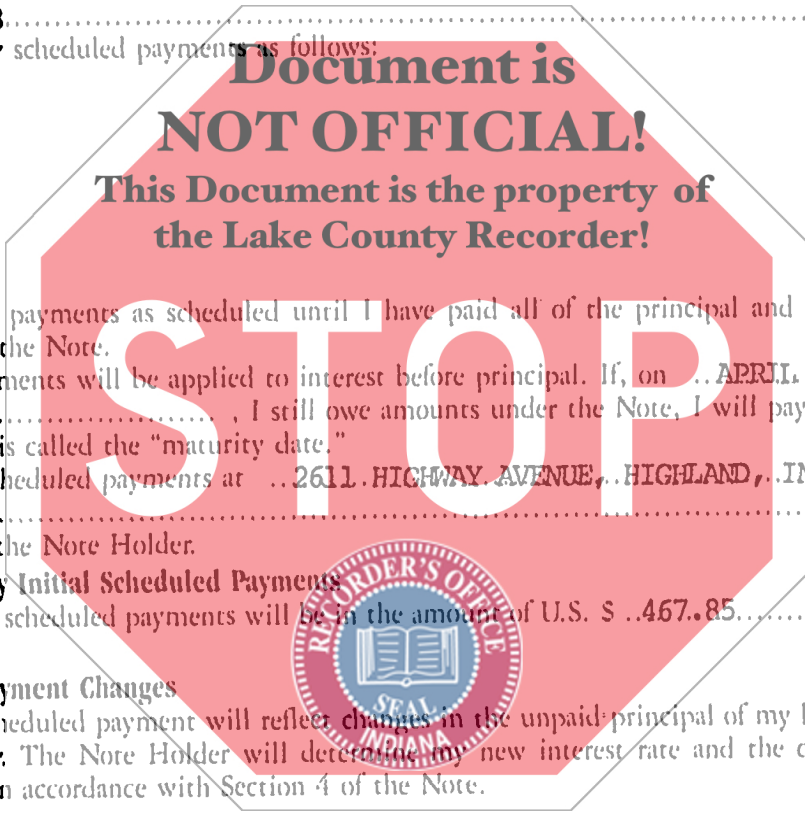 scheduled payments as follows:
Document is
NOT OFFICIAL!
This Document is the property of
the Lake County Recorder!
STOP
payments as scheduled until I have paid all of the principal and
the Note.
ments will be applied to interest before principal. If, on ..APRIL
, I still owe amounts under the Note, I will pay
is called the “maturity date.”
heduled payments at ..2611.HIGHWAY.AVENUE,.HIGHLAND,..IN
he Note Holder.
y Initial Scheduled Payments
scheduled payments will be in the amount of U.S. $ ..467.85.......
RECORDER'S OFFICE
SEAL
INDIANA
yment Changes
heduled payment will reflect changes in the unpaid principal of my l
r. The Note Holder will determine my new interest rate and the c
n accordance with Section 4 of the Note.